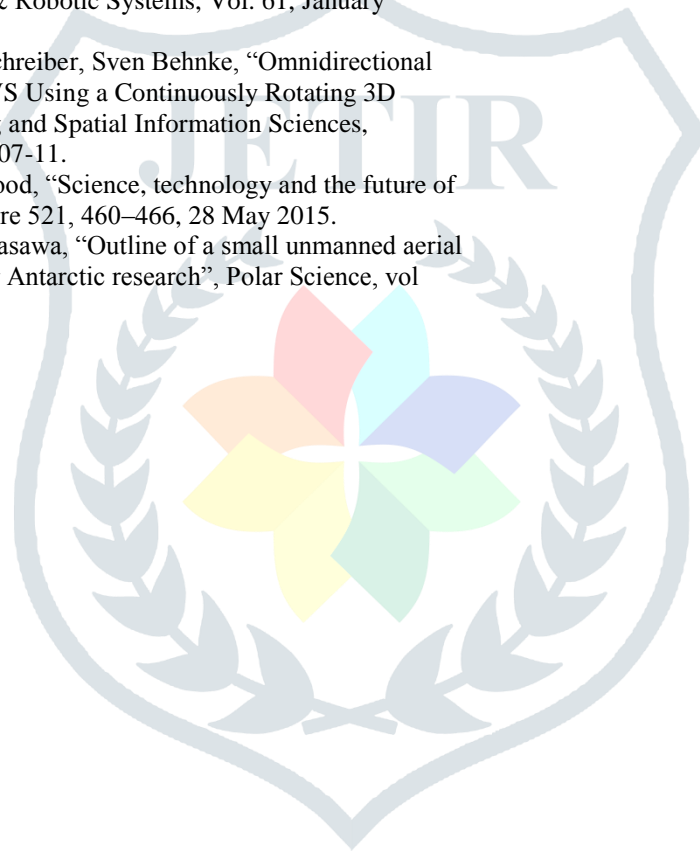 & Robotic Systems, Vol. 61, January
chreiber, Sven Behnke, “Omnidirectional
VS Using a Continuously Rotating 3D
g and Spatial Information Sciences,
07-11.
ood, “Science, technology and the future of
re 521, 460–466, 28 May 2015.
asawa, “Outline of a small unmanned aerial
r Antarctic research”, Polar Science, vol
JETIR